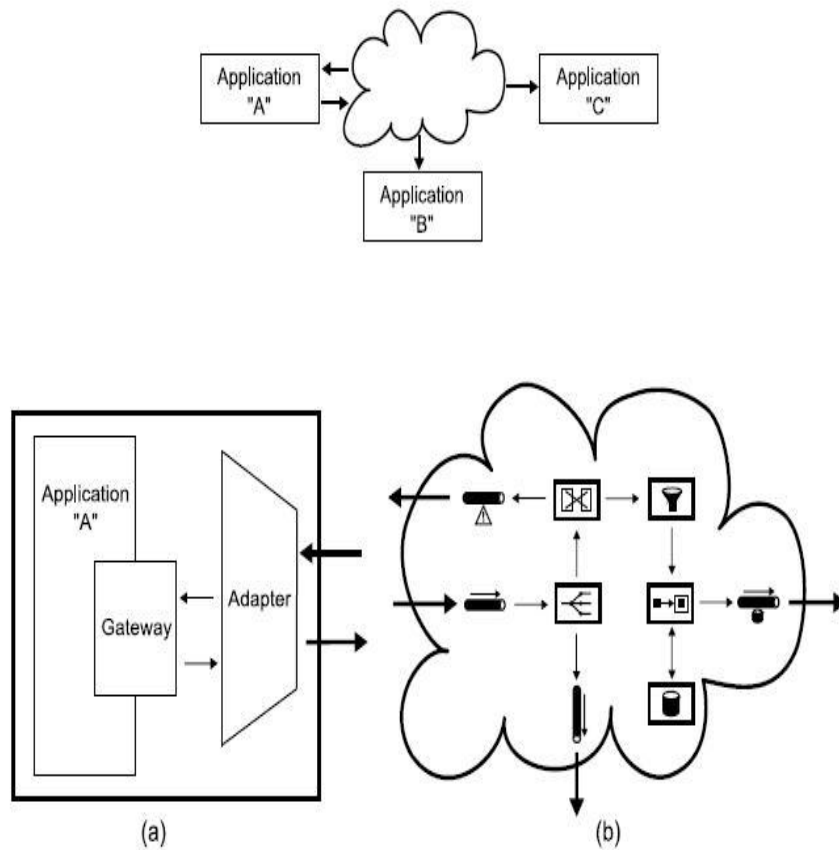 Application
"A"
Application
"C"
Application
"B"
Application
"A"
Gateway
Adapter
(a)
(b)